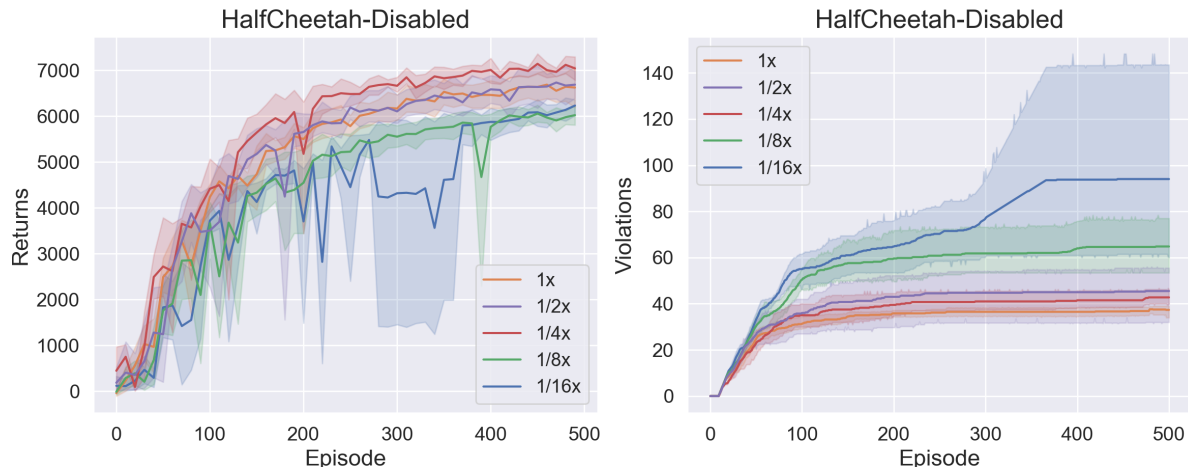 HalfCheetah-Disabled
Returns
7000
6000
5000
4000
3000
2000
1000
0
0
100
200
300
400
500
Episode
1x
1/2x
1/4x
1/8x
1/16x
HalfCheetah-Disabled
Violations
140
120
100
80
60
40
20
0
0
100
200
300
400
500
Episode
1x
1/2x
1/4x
1/8x
1/16x